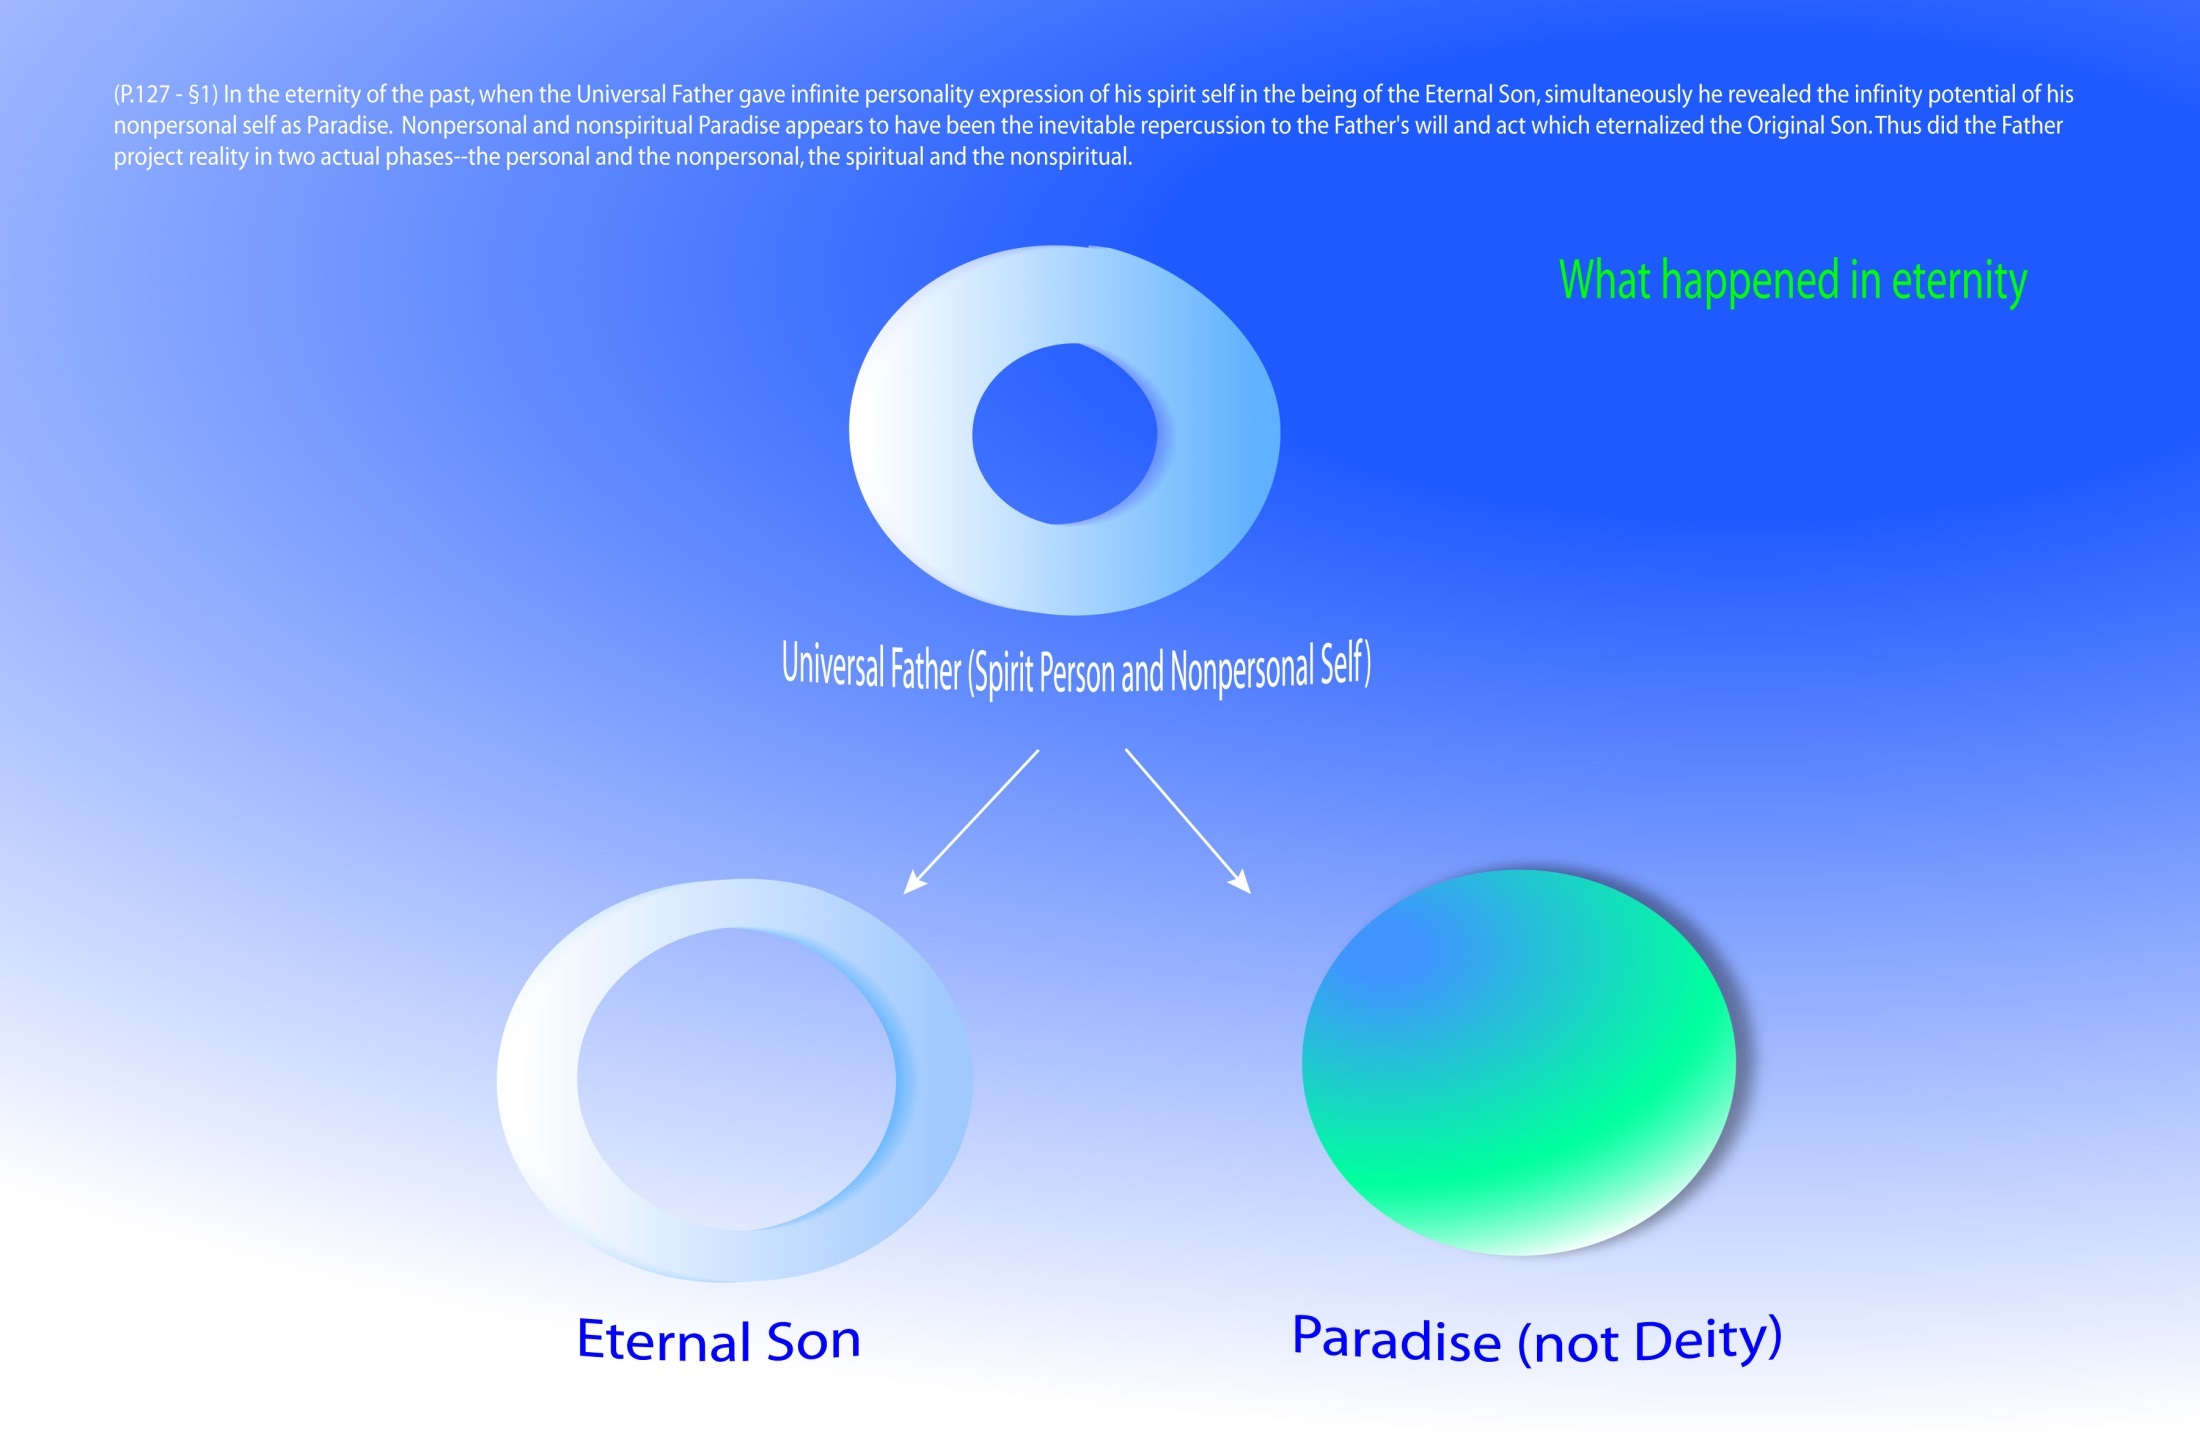 (P.127 - §1) In the eternity of the past, when the Universal Father gave infinite personality expression of his spirit self in the being of the Eternal Son, simultaneously he revealed the infinity potential of his
nonpersonal self as Paradise. Nonpersonal and nonspiritual Paradise appears to have been the inevitable repercussion to the Father's will and act which eternalized the Original Son. Thus did the Father
project reality in two actual phases--the personal and the nonpersonal, the spiritual and the nonspiritual.
What happened in eternity
Universal Father (Spirit Person and Nonpersonal Self)
Eternal Son
Paradise (not Deity)